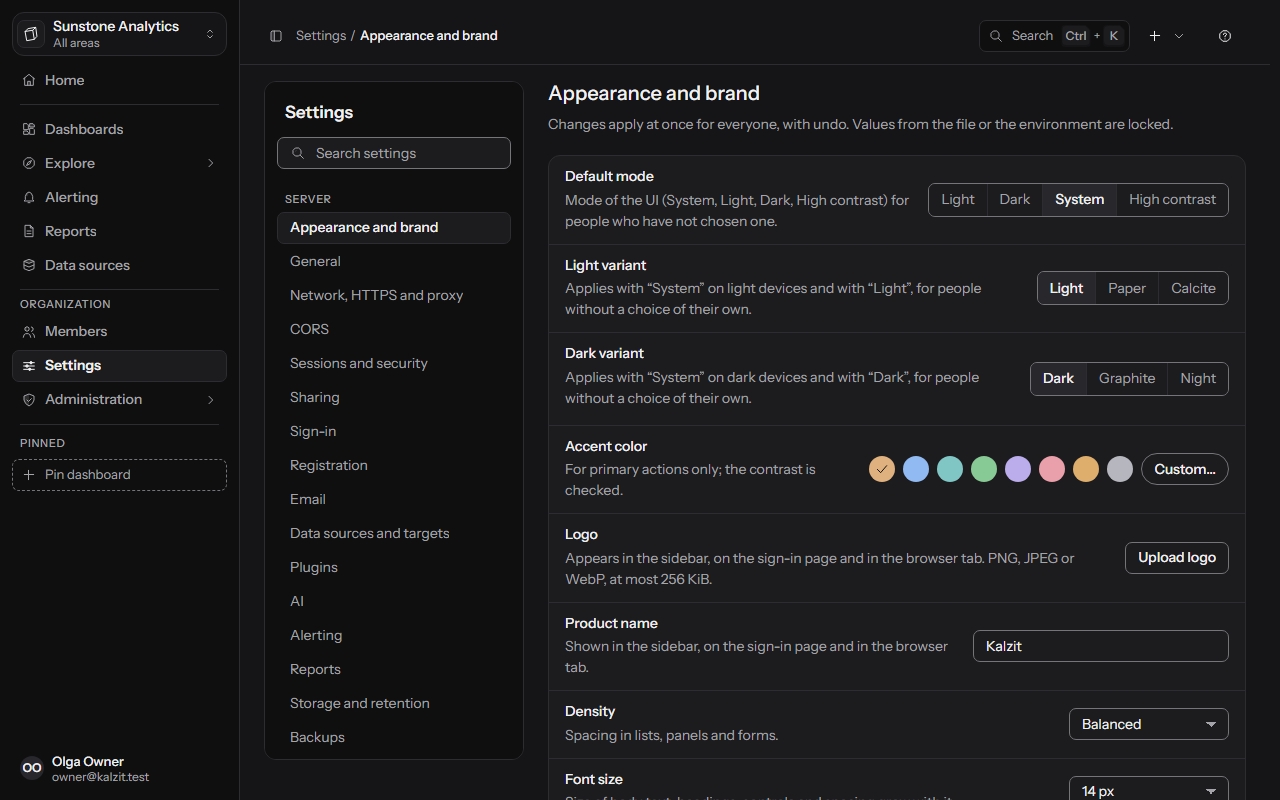 Sunstone Analytics
All areas
Home
Dashboards
Explore
Alerting
Reports
Data sources
ORGANIZATION
Members
Settings
Administration
PINNED
Pin dashboard
OO
Olga Owner
owner@kalzit.test
Settings / Appearance and brand
Search Ctrl + K
Settings
Search settings
SERVER
Appearance and brand
General
Network, HTTPS and proxy
CORS
Sessions and security
Sharing
Sign-in
Registration
Email
Data sources and targets
Plugins
AI
Alerting
Reports
Storage and retention
Backups
Appearance and brand
Changes apply at once for everyone, with undo. Values from the file or the environment are locked.
Default mode
Mode of the UI (System, Light, Dark, High contrast) for
people who have not chosen one.
Light Dark System High contrast
Light variant
Applies with “System” on light devices and with “Light”, for people
without a choice of their own.
Light Paper Calcite
Dark variant
Applies with “System” on dark devices and with “Dark”, for people
without a choice of their own.
Dark Graphite Night
Accent color
For primary actions only; the contrast is
checked.
Custom...
Logo
Appears in the sidebar, on the sign-in page and in the browser tab. PNG, JPEG or
WebP, at most 256 KiB.
Upload logo
Product name
Shown in the sidebar, on the sign-in page and in the browser
tab.
Kalzit
Density
Spacing in lists, panels and forms.
Balanced
Font size
14 px